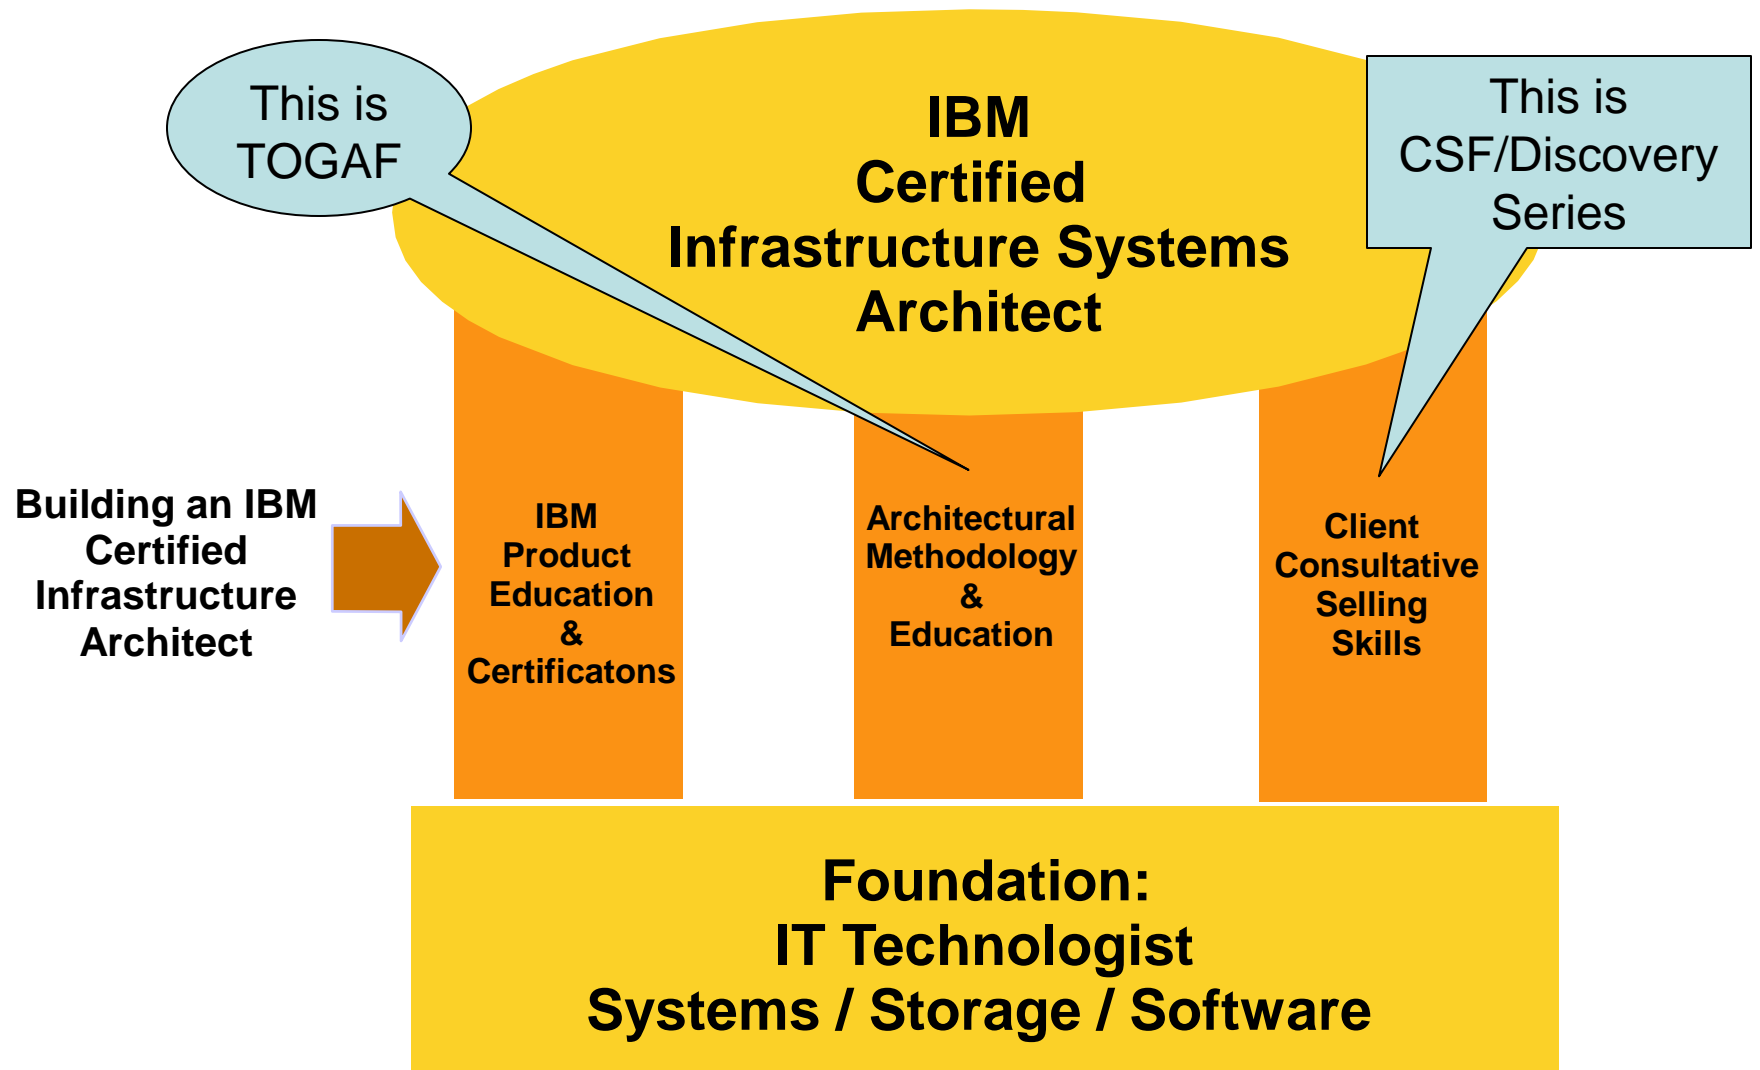 This is
TOGAF
IBM
Certified
Infrastructure Systems
Architect
This is
CSF/Discovery
Series
Building an IBM
Certified
Infrastructure
Architect
IBM
Product
Education
&
Certificatons
Architectural
Methodology
&
Education
Client
Consultative
Selling
Skills
Foundation:
IT Technologist
Systems / Storage / Software